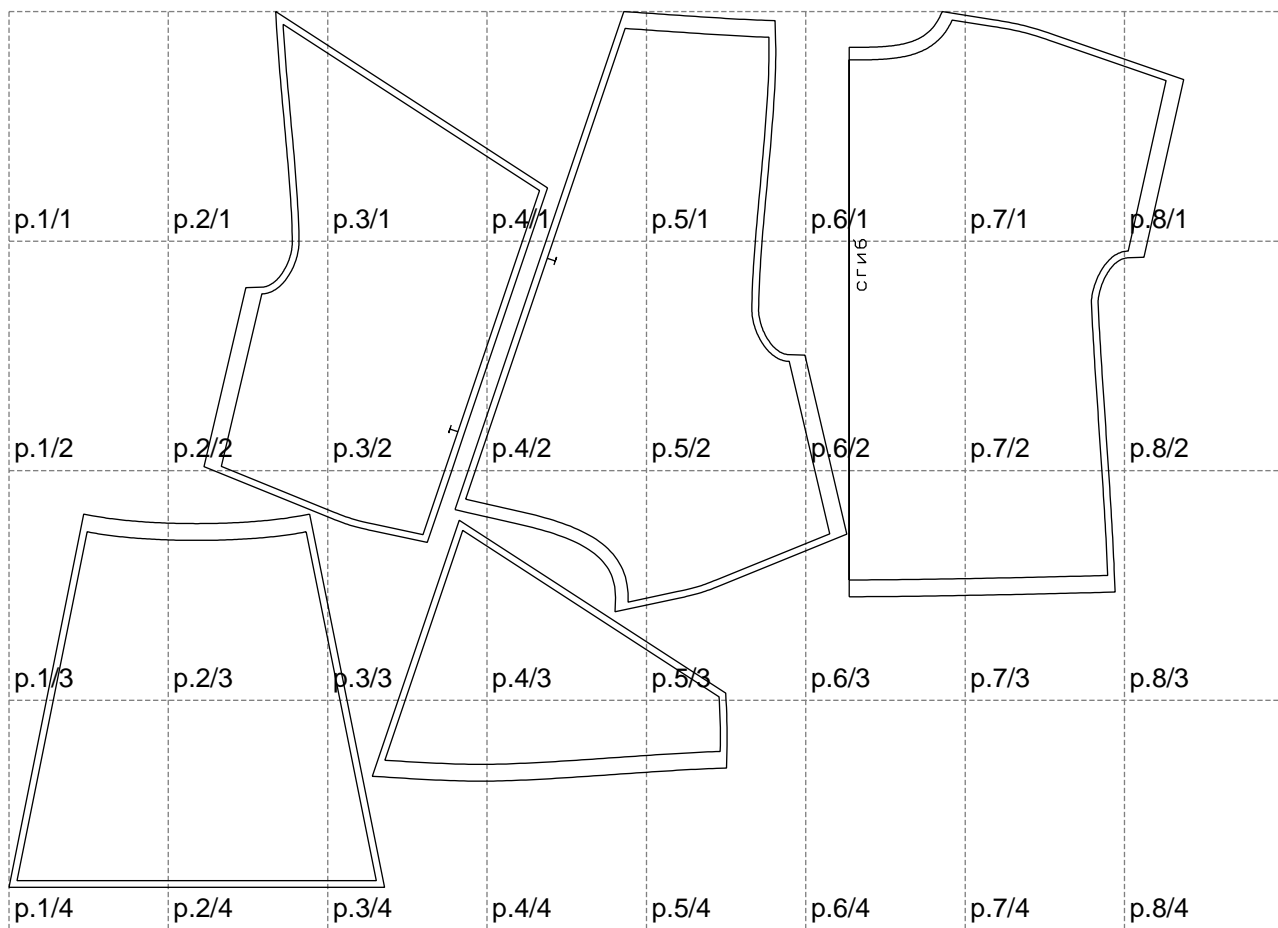 p.1/1 p.2/1 p.3/1 p.4/1 p.5/1 p.6/1 p.7/1 p.8/1
сгиб
p.1/2 p.2/2 p.3/2 p.4/2 p.5/2 p.6/2 p.7/2 p.8/2
p.1/3 p.2/3 p.3/3 p.4/3 p.5/3 p.6/3 p.7/3 p.8/3
p.1/4 p.2/4 p.3/4 p.4/4 p.5/4 p.6/4 p.7/4 p.8/4